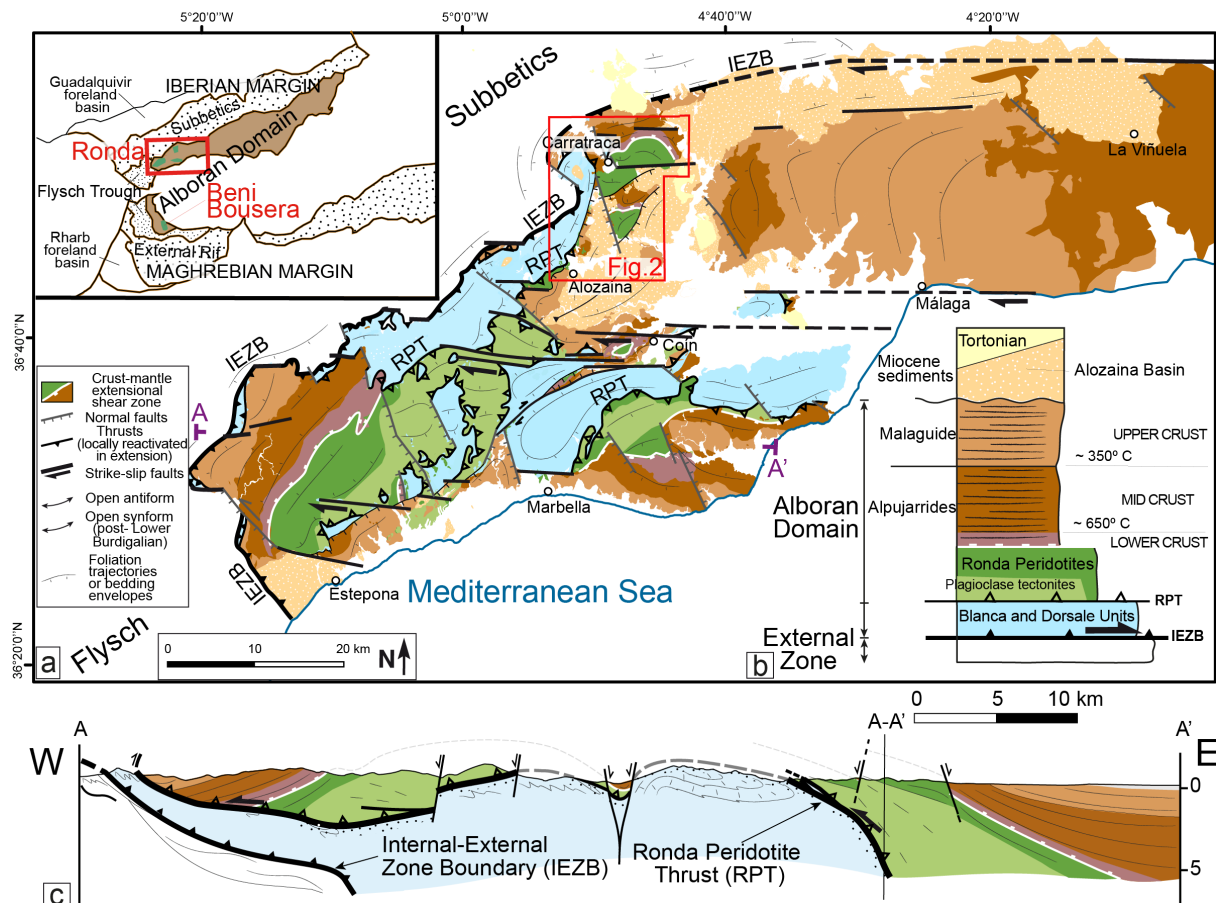 5°20'0"W
5°0'0"W
4°40'0"W
4°20'0"W
36°40'0"N
36°20'0"N
Guadalquivir
foreland
basin
IBERIAN MARGIN
Subbetics
Ronda
Alboran Domain
Flysch Trough
Beni
Bousera
Rharb
foreland
basin
External Rif
MAGHREBIAN MARGIN
Subbetics
IEZB
Carratraca
La Viñuela
IEZB
RPT
Fig.2
Alozaina
Málaga
IEZB
RPT
Coín
RPT
A
A'
Marbella
Estepona
IEZB
Flysch
Mediterranean Sea
Crust-mantle
extensional
shear zone
Normal faults
Thrusts
(locally reactivated
in extension)
Strike-slip faults
Open antiform
Open synform
(post- Lower
Burdigalian)
Foliation
trajectories
or bedding
envelopes
a
0 10 20 km
N
Tortonian
Miocene
sediments
Alozaina Basin
Malaguide
UPPER CRUST
~ 350º C
Alpujarrides
MID CRUST
~ 650º C
LOWER CRUST
Alboran
Domain
Ronda Peridotites
Plagioclase tectonites
RPT
Blanca and Dorsale Units
IEZB
External
Zone
b
0 5 10 km
A
A-A'
A'
W
E
0
5
Internal-External
Zone Boundary (IEZB)
Ronda Peridotite
Thrust (RPT)
c